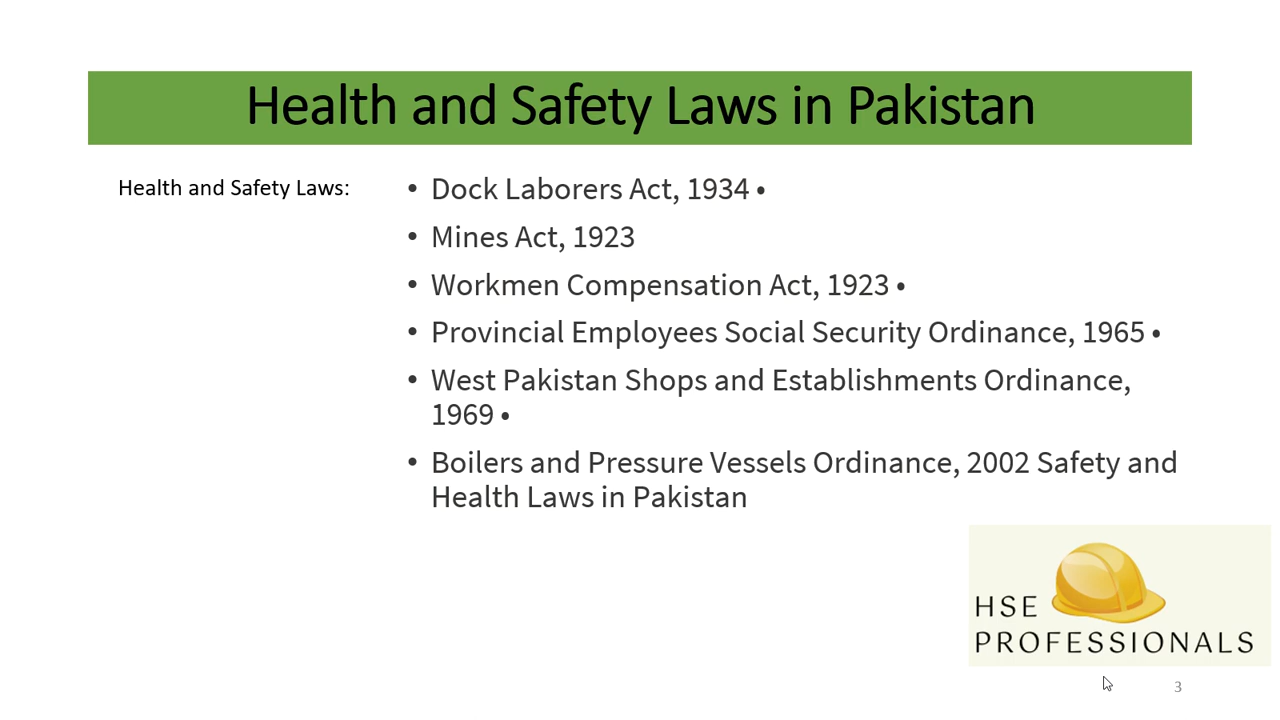 Health and Safety Laws in Pakistan
Health and Safety Laws:
• Dock Laborers Act, 1934 •
• Mines Act, 1923
• Workmen Compensation Act, 1923 •
• Provincial Employees Social Security Ordinance, 1965 •
• West Pakistan Shops and Establishments Ordinance,
1969 •
• Boilers and Pressure Vessels Ordinance, 2002 Safety and
Health Laws in Pakistan
HSE
PROFESSIONALS
3